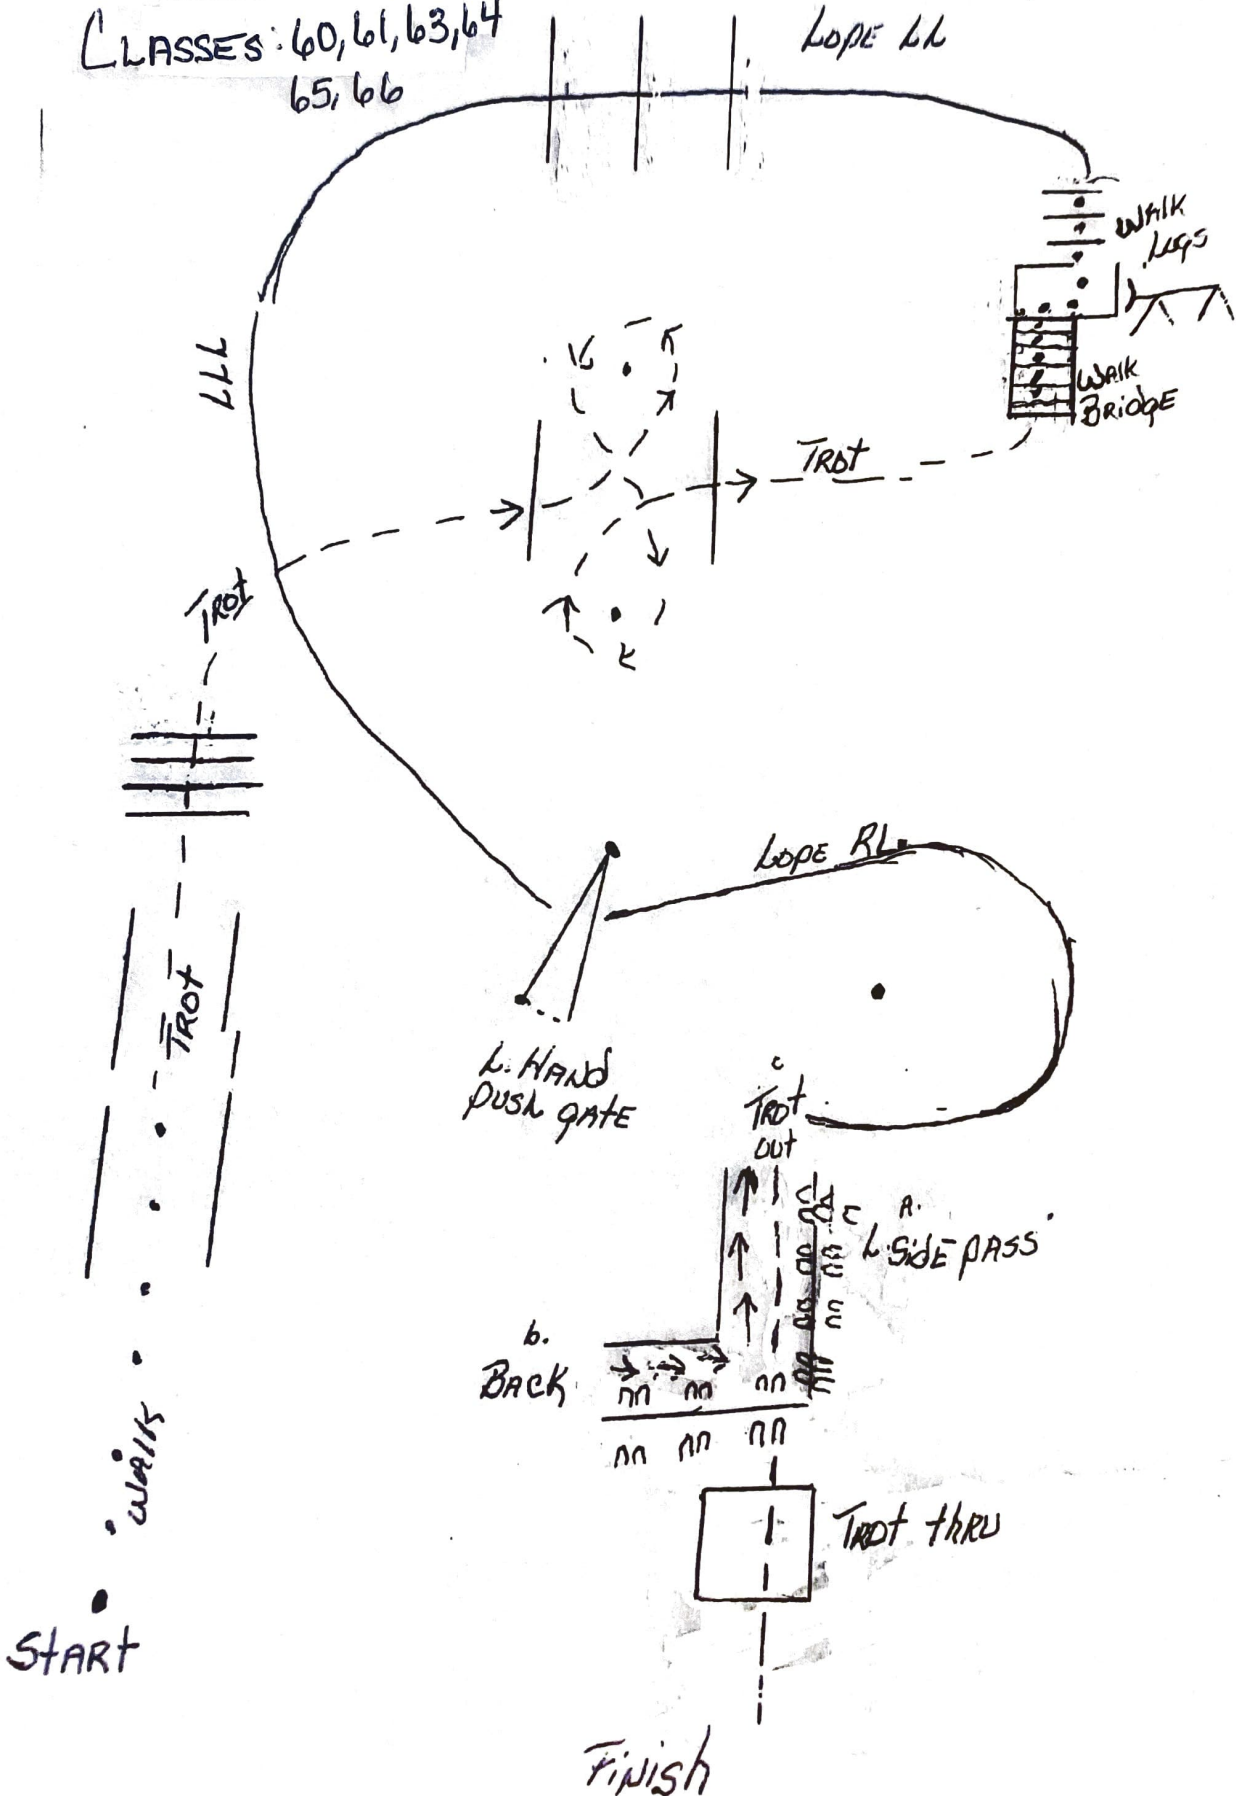 CLASSES: 60, 61, 63, 64
65, 66
LOPE LL
WALK
LOGS
WALK
BRIDGE
LLL
TROT
TROT
TROT
LOPE RL
L. HAND
PUSH GATE
c
TROT
OUT
A.
L. SIDE PASS
b.
BACK
WALK
TROT THRU
START
FINISH